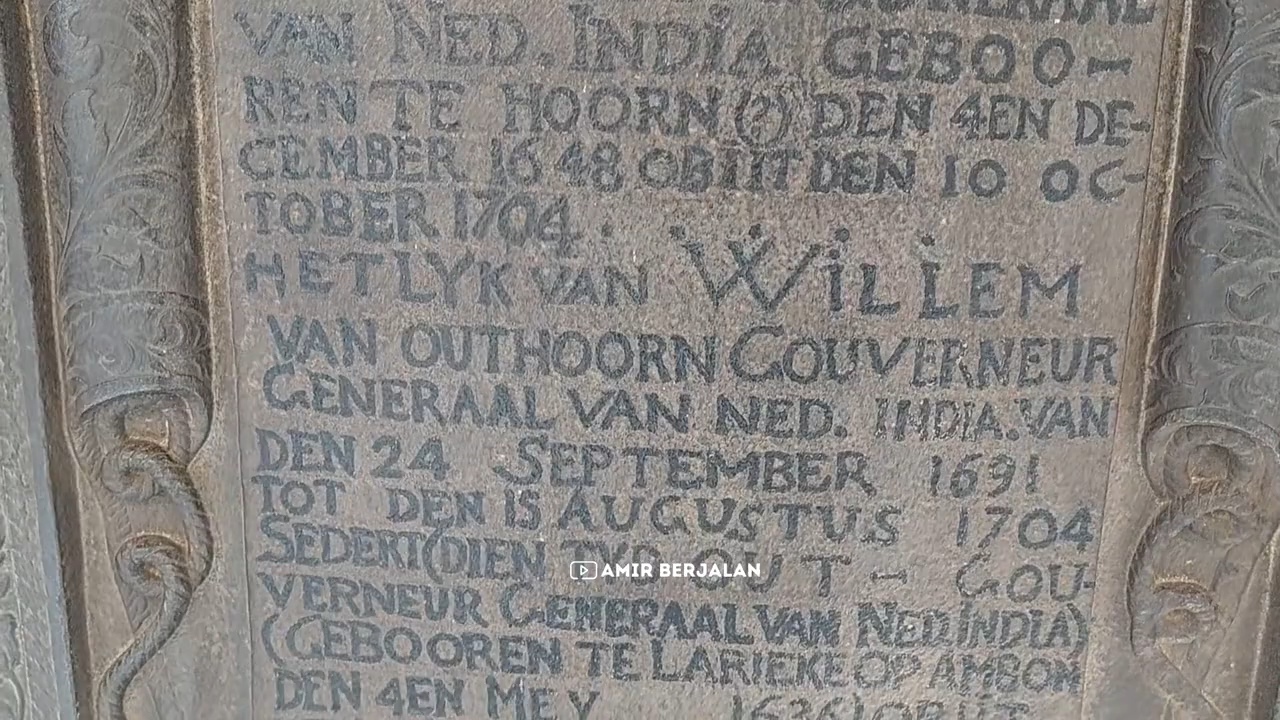 VAN NED. INDIA GEBOO-
REN TE HOORN (?) DEN 4EN DE-
CEMBER 1648 OBIIT DEN 10 OC-
TOBER 1704.
HET LYK VAN WILLEM
VAN OUTHOORN GOUVERNEUR
GENERAAL VAN NED. INDIA. VAN
DEN 24 SEPTEMBER 1691
TOT DEN 15 AUGUSTUS 1704
SEDERT (DIEN TYD OUT-GOU-
AMIR BERJALAN
VERNEUR GENERAAL VAN NED INDIA)
(GEBOOREN TE LARIEKE OP AMBON
DEN 4EN MEY 1636) OBIIT